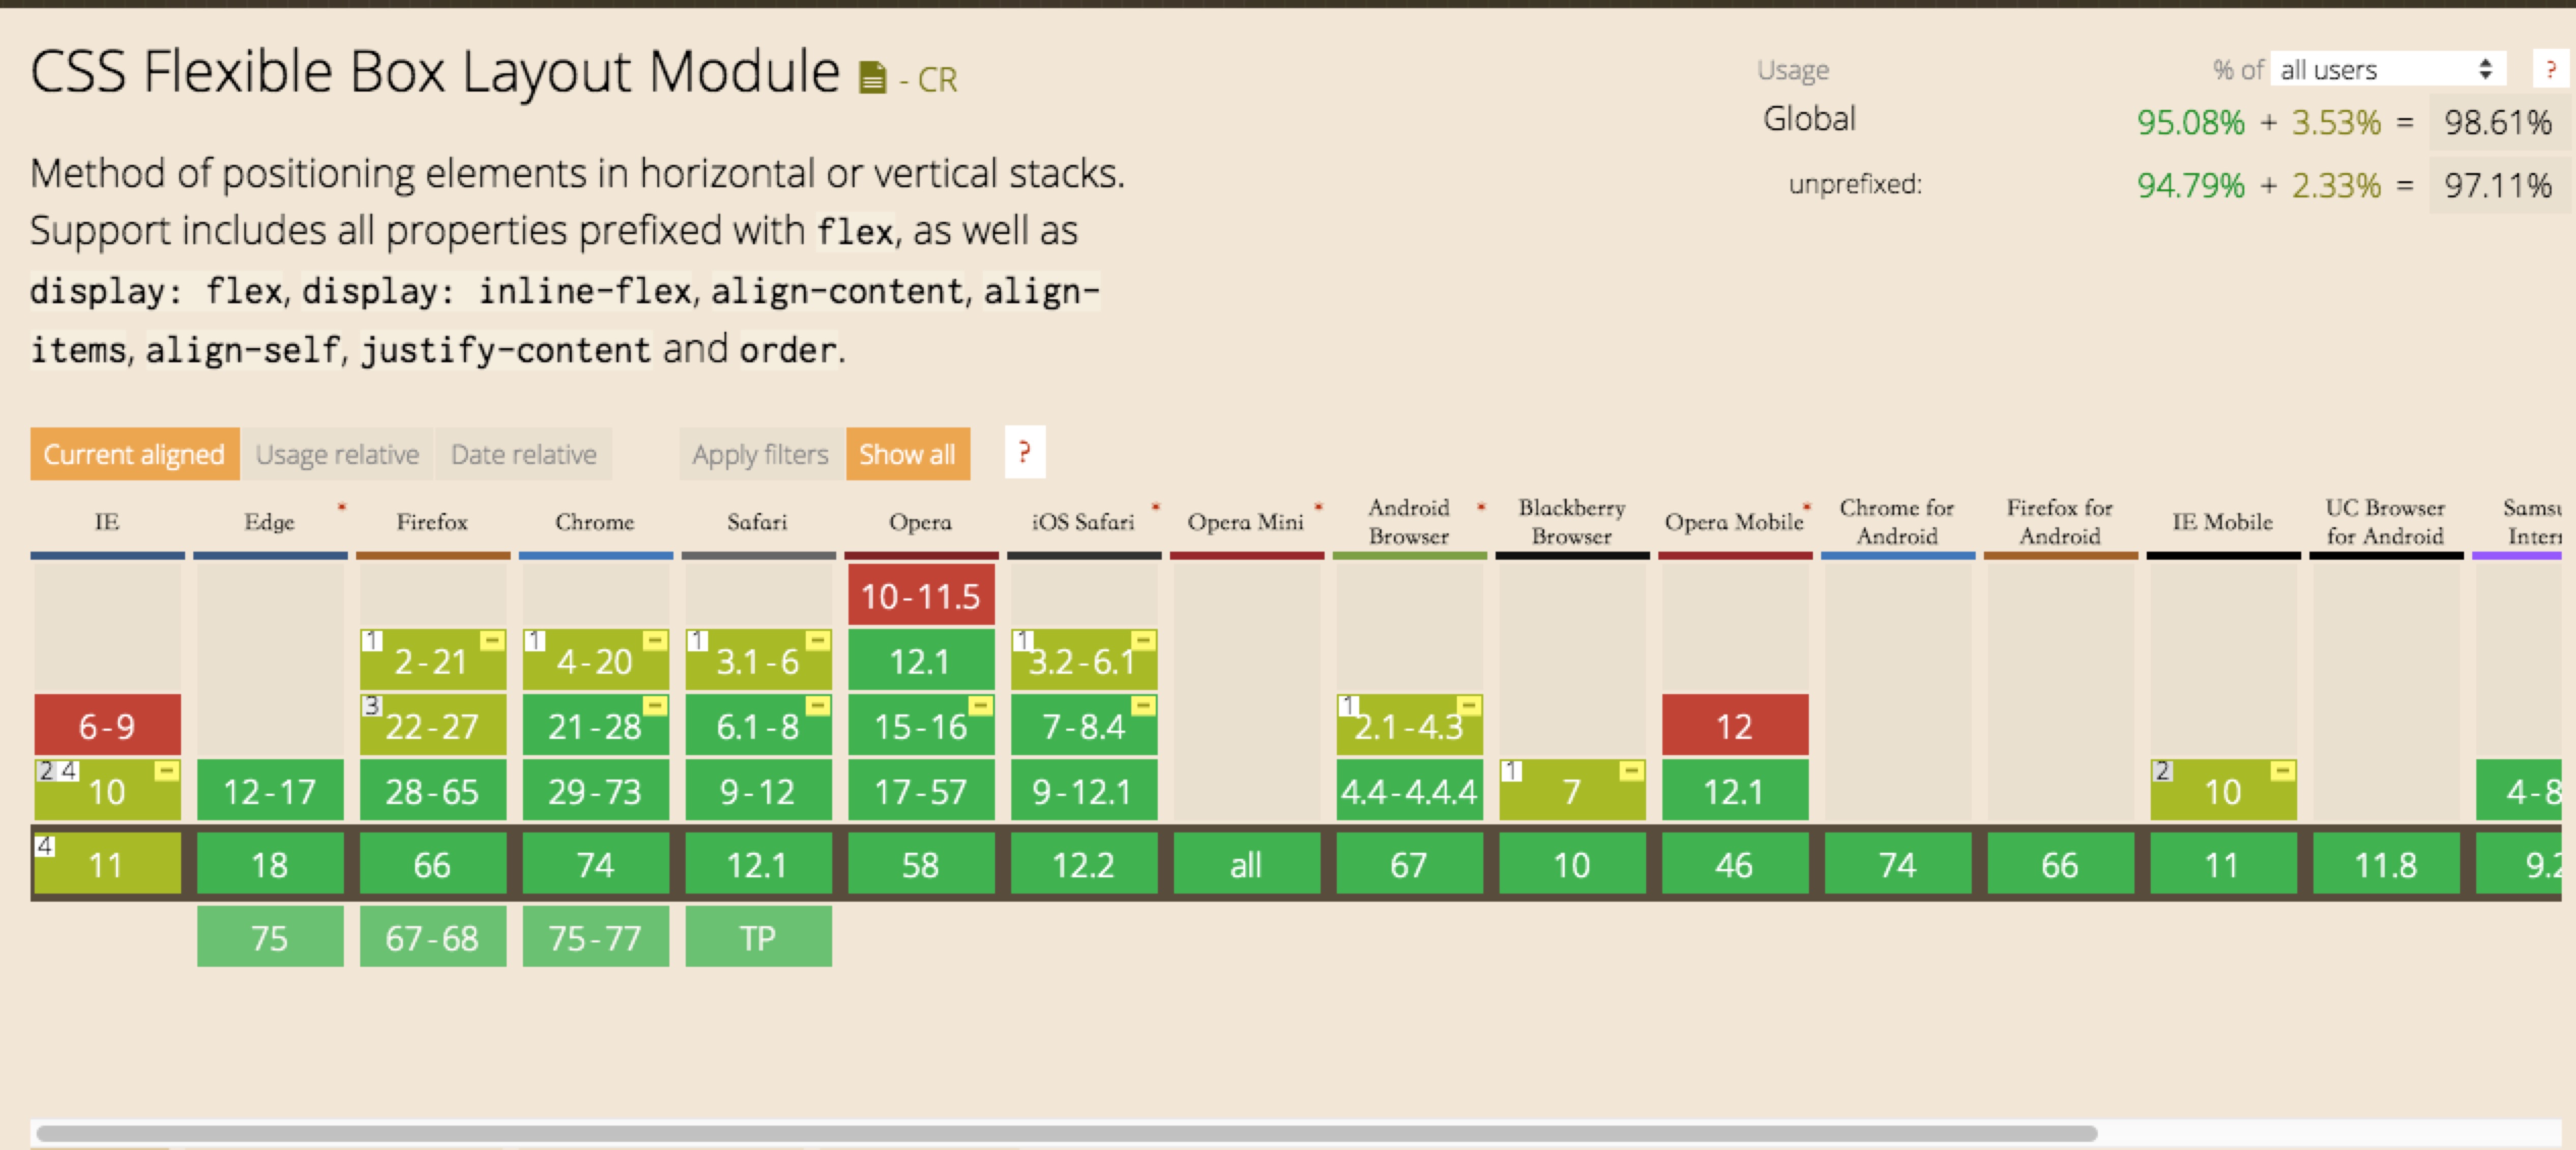 CSS Flexible Box Layout Module - CR
Usage % of all users ?
Global 95.08% + 3.53% = 98.61%
unprefixed: 94.79% + 2.33% = 97.11%
Method of positioning elements in horizontal or vertical stacks.
Support includes all properties prefixed with flex, as well as
display: flex, display: inline-flex, align-content, align-
items, align-self, justify-content and order.
Current aligned Usage relative Date relative Apply filters Show all ?
IE Edge * Firefox Chrome Safari Opera iOS Safari * Opera Mini * Android Browser * Blackberry Browser Opera Mobile * Chrome for Android Firefox for Android IE Mobile UC Browser for Android
10-11.5
1 2-21 1 4-20 1 3.1-6 12.1 1 3.2-6.1
6-9 3 22-27 21-28 6.1-8 15-16 7-8.4 1 2.1-4.3 12
2 4 10 12-17 28-65 29-73 9-12 17-57 9-12.1 4.4-4.4.4 1 7 12.1 2 10 4-8
4 11 18 66 74 12.1 58 12.2 all 67 10 46 74 66 11 11.8 9.2
75 67-68 75-77 TP